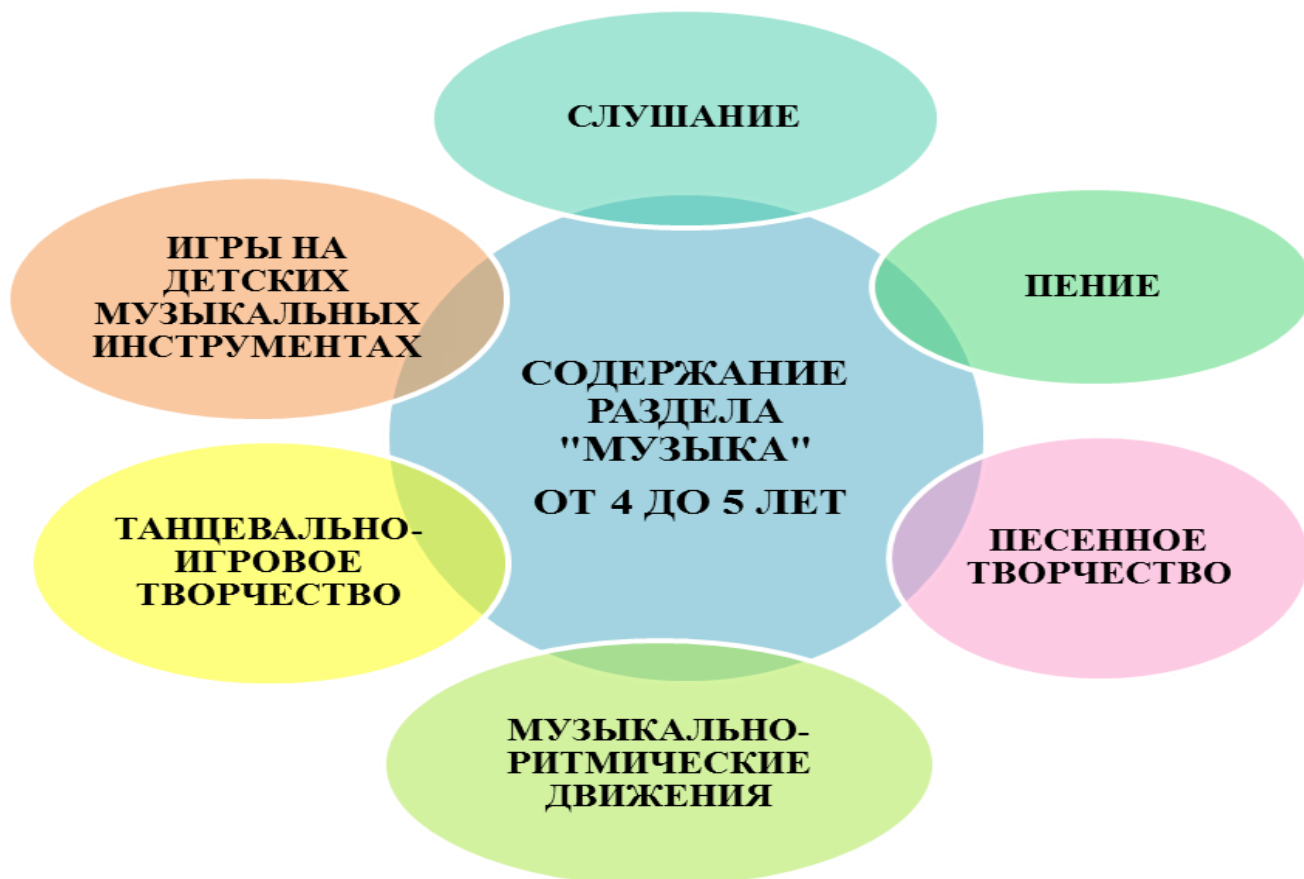 СЛУШАНИЕ
ПЕНИЕ
ПЕСЕННОЕ
ТВОРЧЕСТВО
МУЗЫКАЛЬНО-
РИТМИЧЕСКИЕ
ДВИЖЕНИЯ
ТАНЦЕВАЛЬНО-
ИГРОВОЕ
ТВОРЧЕСТВО
ИГРЫ НА
ДЕТСКИХ
МУЗЫКАЛЬНЫХ
ИНСТРУМЕНТАХ
СОДЕРЖАНИЕ
РАЗДЕЛА
"МУЗЫКА"
ОТ 4 ДО 5 ЛЕТ